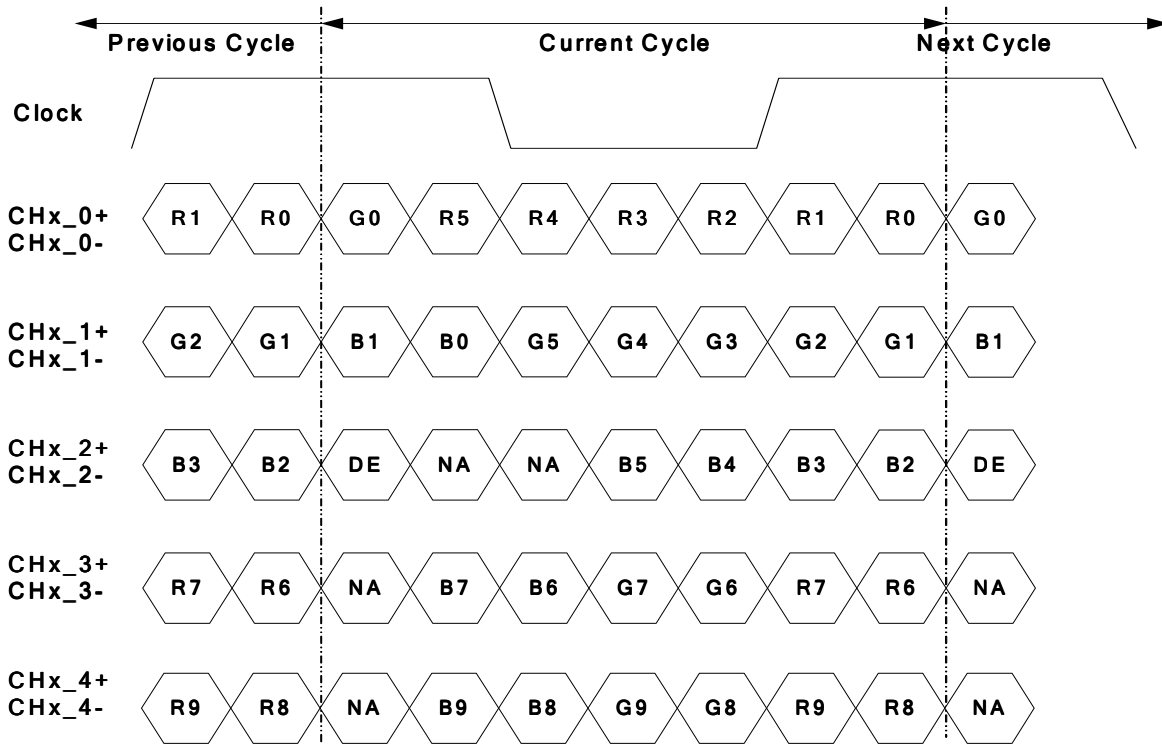 Previous Cycle Current Cycle Next Cycle
Clock
CHx_0+
CHx_0-
R1 R0 G0 R5 R4 R3 R2 R1 R0 G0
CHx_1+
CHx_1-
G2 G1 B1 B0 G5 G4 G3 G2 G1 B1
CHx_2+
CHx_2-
B3 B2 DE NA NA B5 B4 B3 B2 DE
CHx_3+
CHx_3-
R7 R6 NA B7 B6 G7 G6 R7 R6 NA
CHx_4+
CHx_4-
R9 R8 NA B9 B8 G9 G8 R9 R8 NA